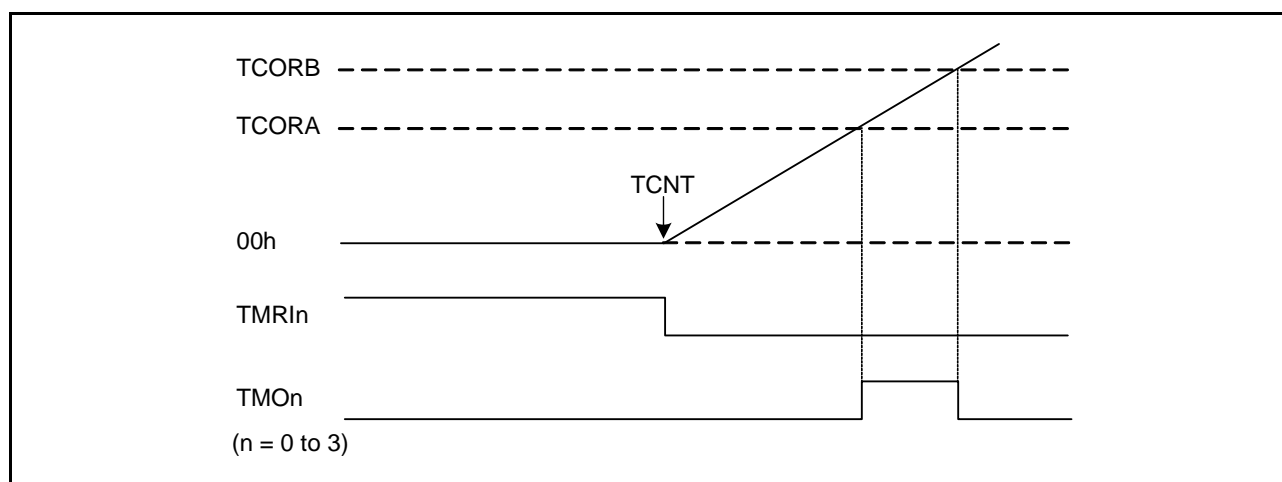 TCORB
TCORA
TCNT
00h
TMRIn
TMOn
(n = 0 to 3)